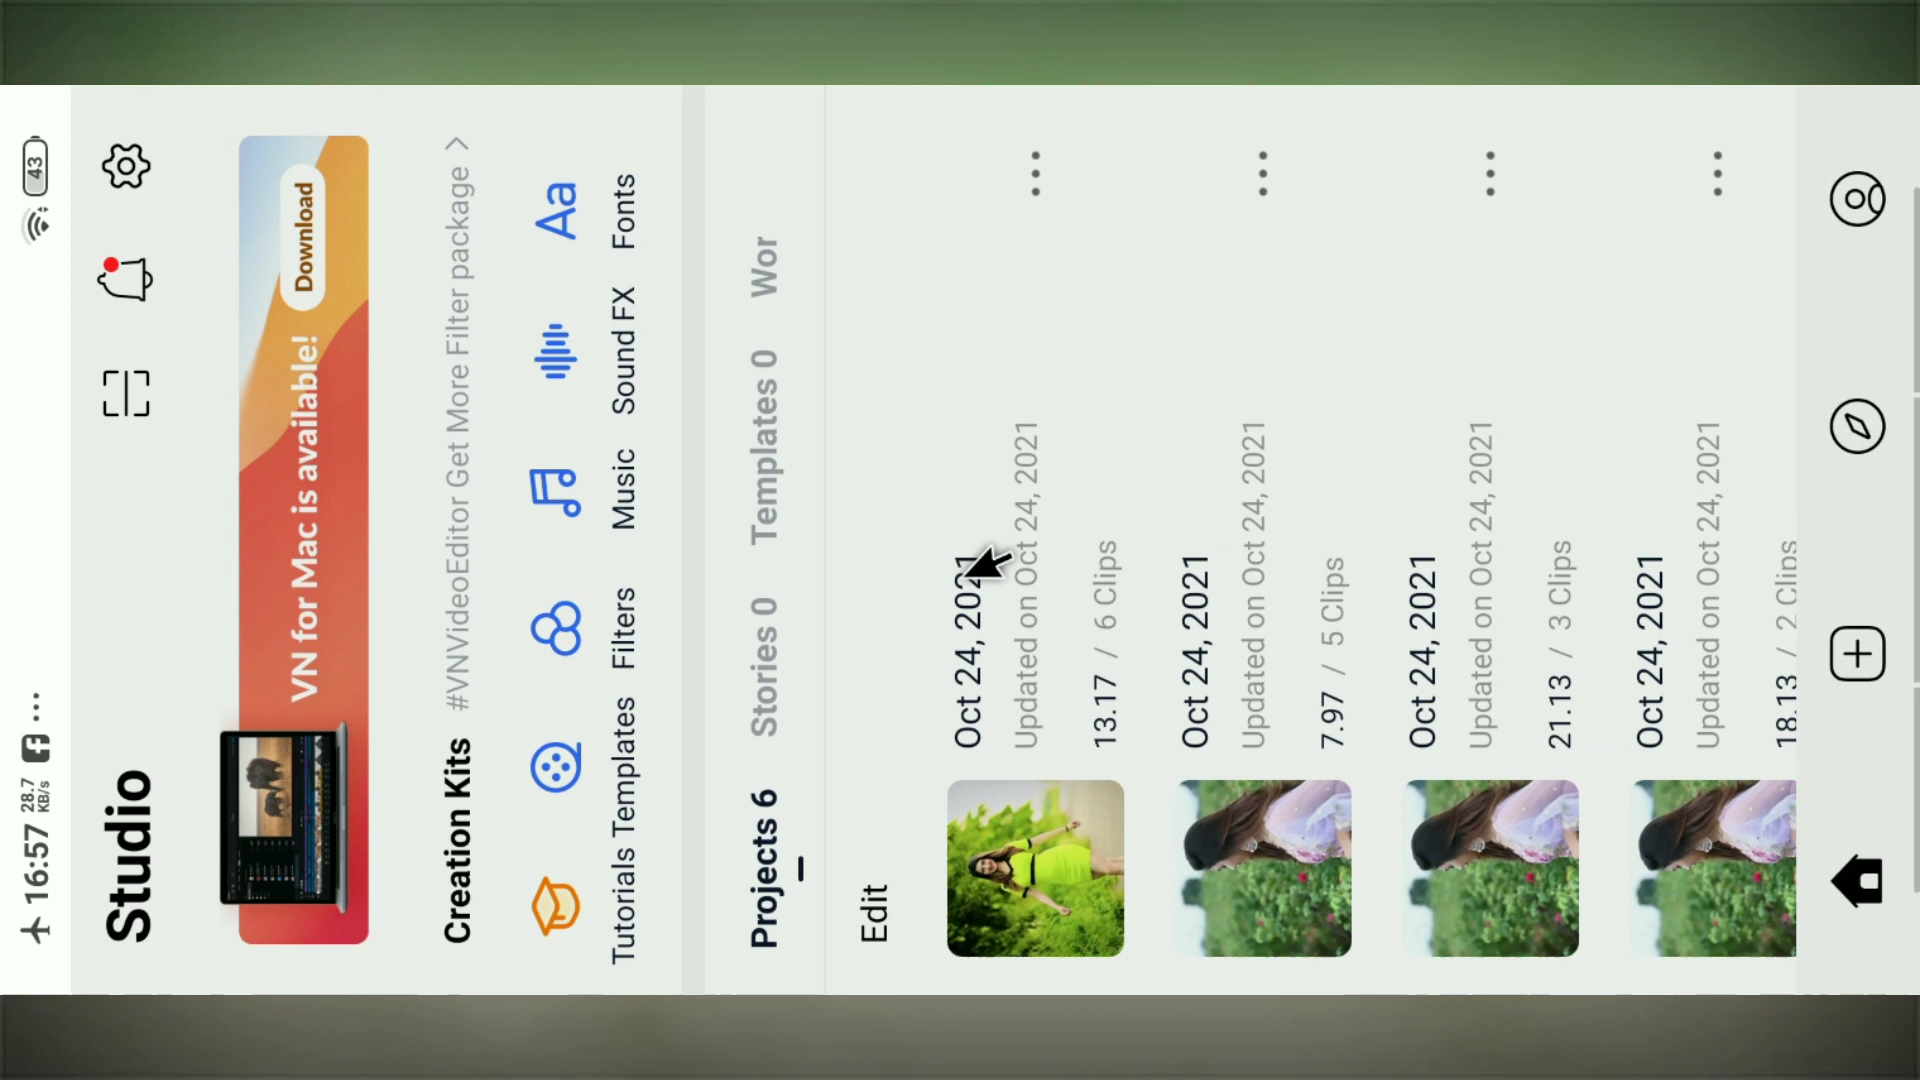 16:57 28.7 KB/s ... 43
Studio
VN for Mac is available! Download
Creation Kits #VNVideoEditor Get More Filter package >
Tutorials Templates Filters Music Sound FX Fonts
Projects 6 Stories 0 Templates 0 Wor
Edit
Oct 24, 2021
Updated on Oct 24, 2021
13.17 / 6 Clips
Oct 24, 2021
Updated on Oct 24, 2021
7.97 / 5 Clips
Oct 24, 2021
Updated on Oct 24, 2021
21.13 / 3 Clips
Oct 24, 2021
Updated on Oct 24, 2021
18.13 / 2 Clips